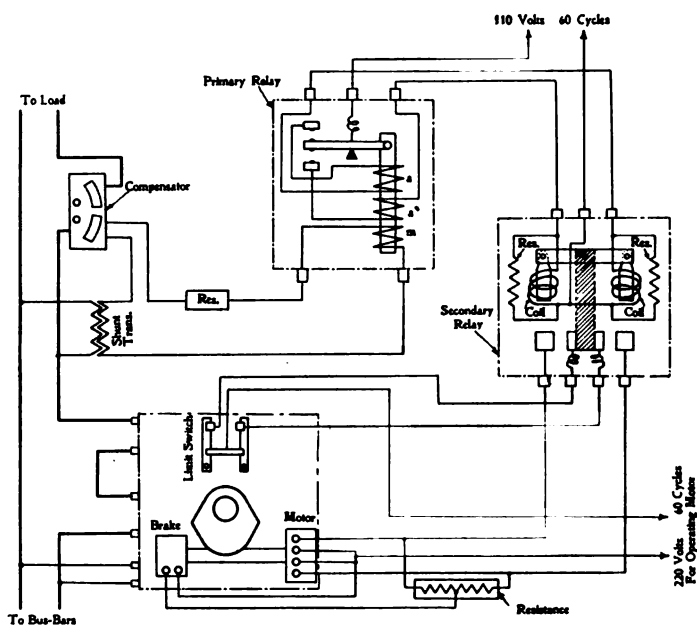 110 Volts 60 Cycles
Primary Relay
To Load
Compensator
a
a'
m
Res.
Shunt
Trans.
Res.
Res.
Coil
Coil
Secondary
Relay
Limit Switch
Brake
Motor
60 Cycles
220 Volts
For Operating Motor
Resistance
To Bus-Bars